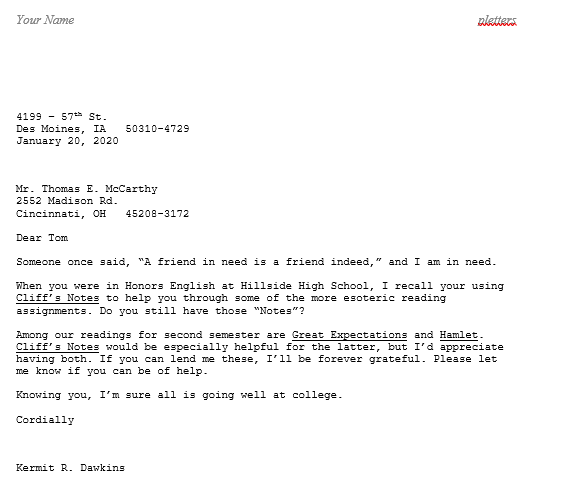 Your Name pletters
4199 – 57th St.
Des Moines, IA 50310-4729
January 20, 2020
Mr. Thomas E. McCarthy
2552 Madison Rd.
Cincinnati, OH 45208-3172
Dear Tom
Someone once said, “A friend in need is a friend indeed,” and I am in need.
When you were in Honors English at Hillside High School, I recall your using
Cliff’s Notes to help you through some of the more esoteric reading
assignments. Do you still have those “Notes”?
Among our readings for second semester are Great Expectations and Hamlet.
Cliff’s Notes would be especially helpful for the latter, but I’d appreciate
having both. If you can lend me these, I’ll be forever grateful. Please let
me know if you can be of help.
Knowing you, I’m sure all is going well at college.
Cordially
Kermit R. Dawkins